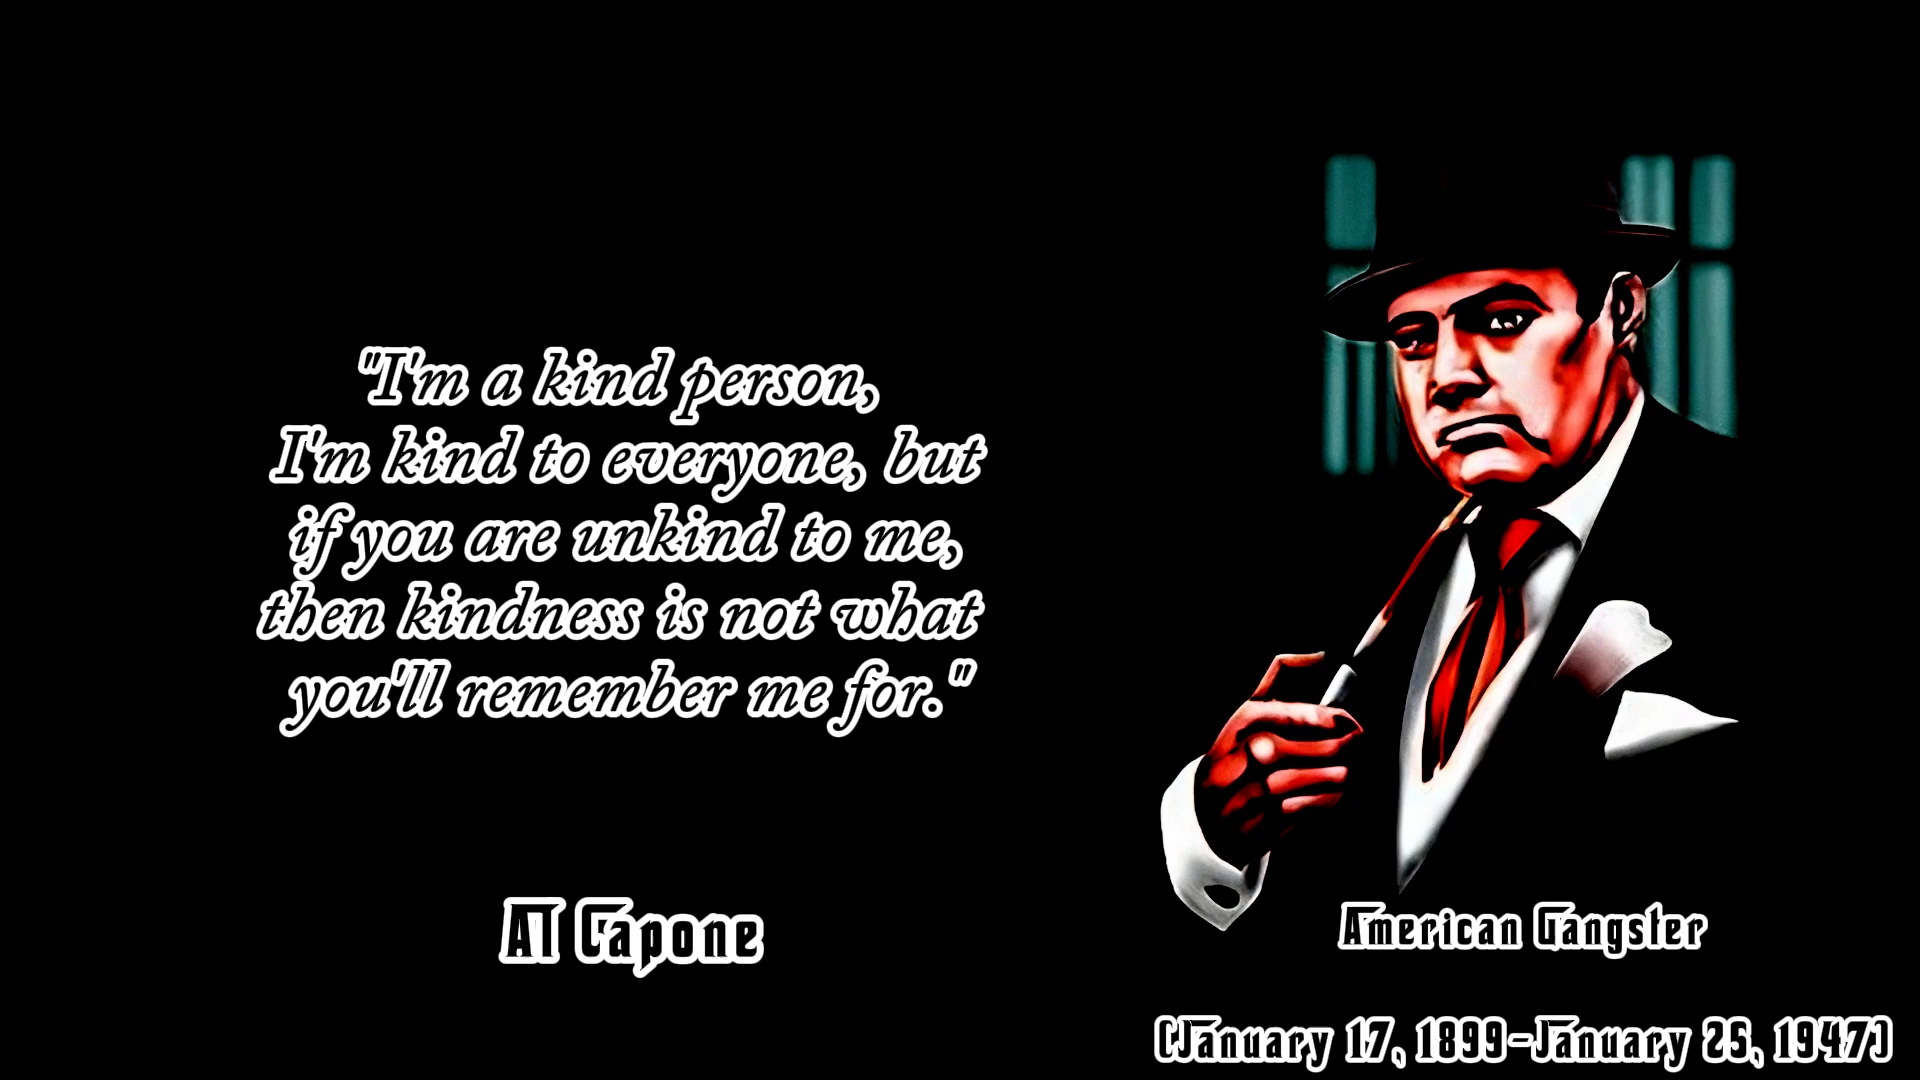 "I'm a kind person,
I'm kind to everyone, but
if you are unkind to me,
then kindness is not what
you'll remember me for."
Al Capone
American Gangster
(January 17, 1899-January 25, 1947)